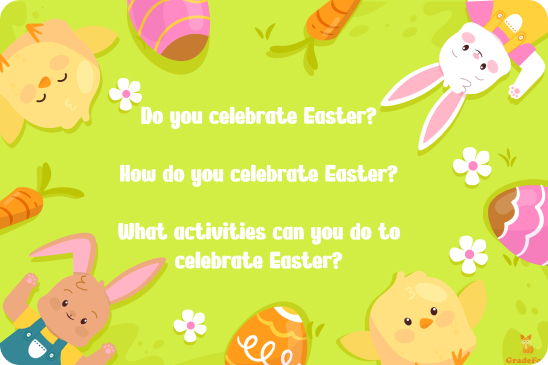 Do you celebrate Easter?
How do you celebrate Easter?
What activities can you do to
celebrate Easter?